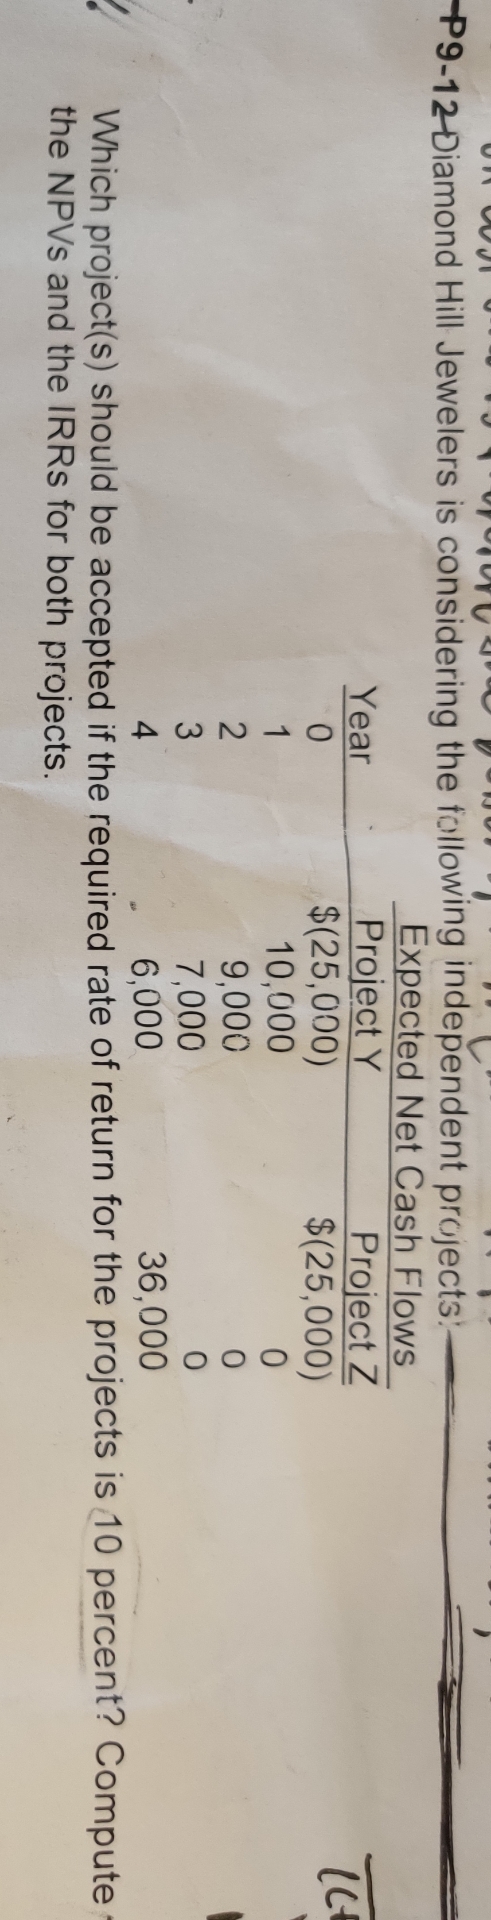 P9-12 Diamond Hill Jewelers is considering the following independent projects:
Expected Net Cash Flows
Year Project Y Project Z
0 $(25,000) $(25,000)
1 10,000 0
2 9,000 0
3 7,000 0
4 6,000 36,000
Which project(s) should be accepted if the required rate of return for the projects is 10 percent? Compute
the NPVs and the IRRs for both projects.